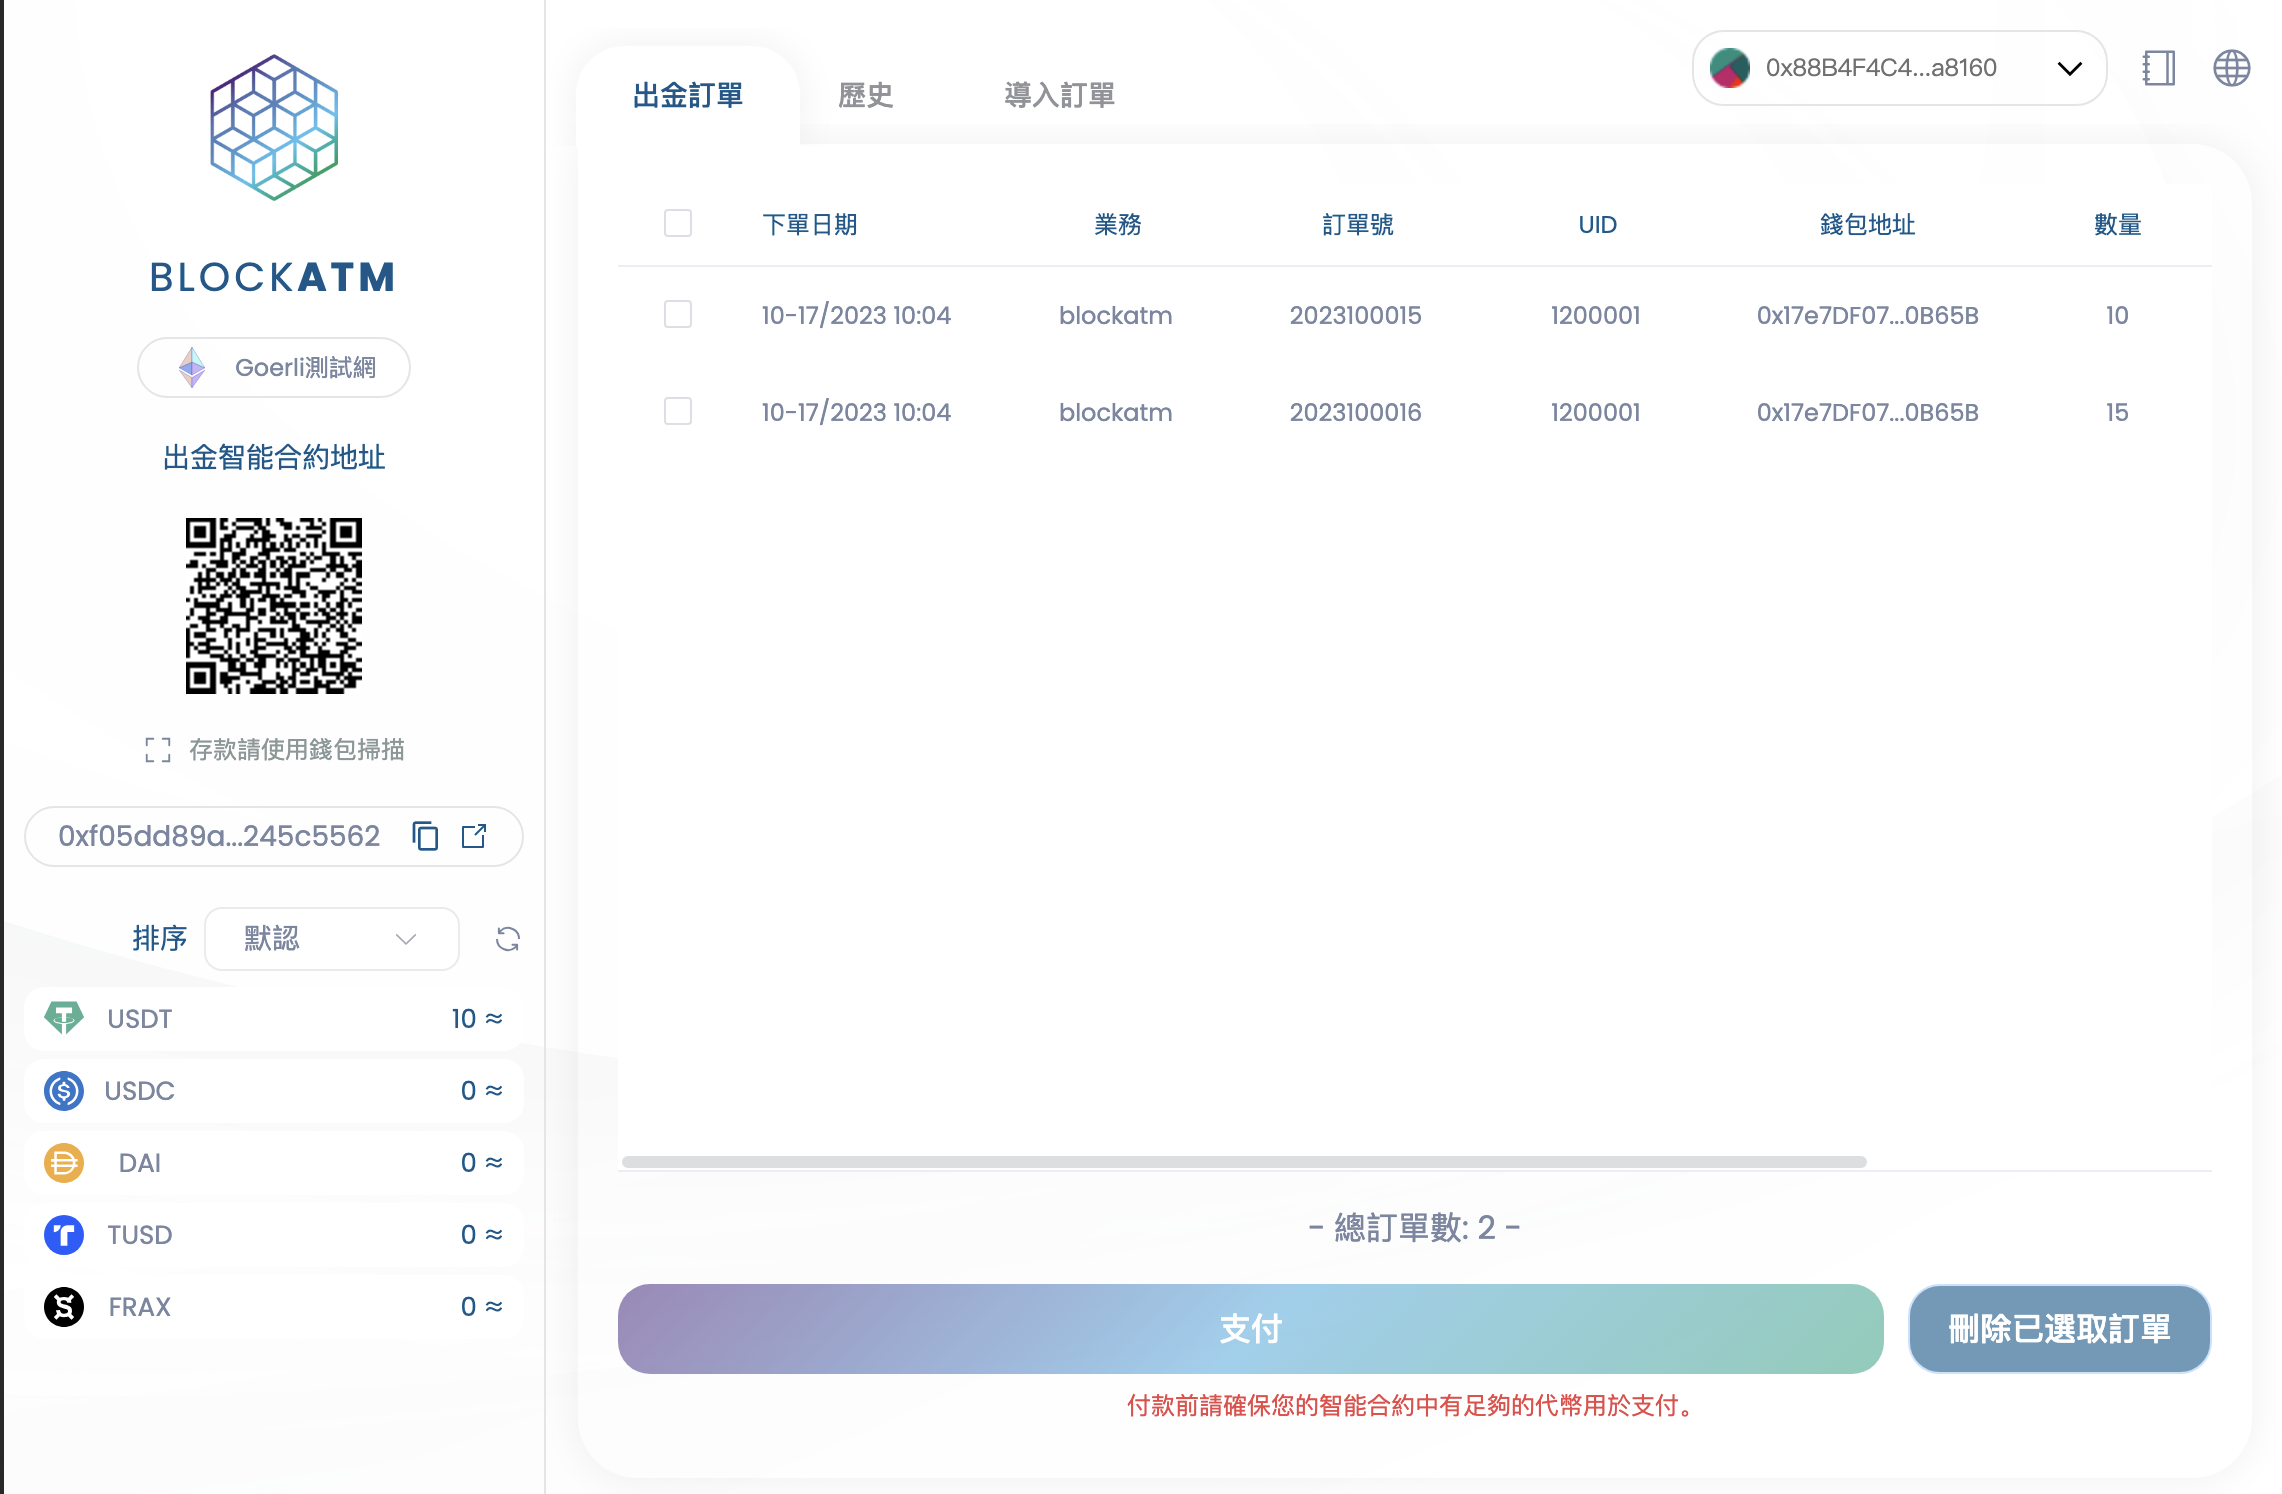 BLOCKATM
Goerli測試網
出金智能合約地址
存款請使用錢包掃描
0xf05dd89a...245c5562
排序 默認
USDT 10 ≈
USDC 0 ≈
DAI 0 ≈
TUSD 0 ≈
FRAX 0 ≈
出金訂單 歷史 導入訂單
0x88B4F4C4...a8160
下單日期 業務 訂單號 UID 錢包地址 數量
10-17/2023 10:04 blockatm 2023100015 1200001 0x17e7DF07...0B65B 10
10-17/2023 10:04 blockatm 2023100016 1200001 0x17e7DF07...0B65B 15
- 總訂單數: 2 -
支付
刪除已選取訂單
付款前請確保您的智能合約中有足夠的代幣用於支付。